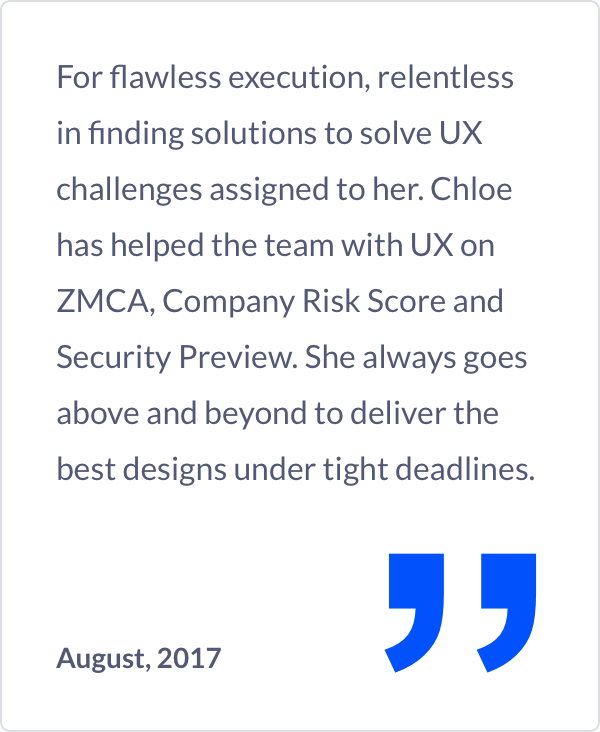 For flawless execution, relentless
in finding solutions to solve UX
challenges assigned to her. Chloe
has helped the team with UX on
ZMCA, Company Risk Score and
Security Preview. She always goes
above and beyond to deliver the
best designs under tight deadlines.
August, 2017
”